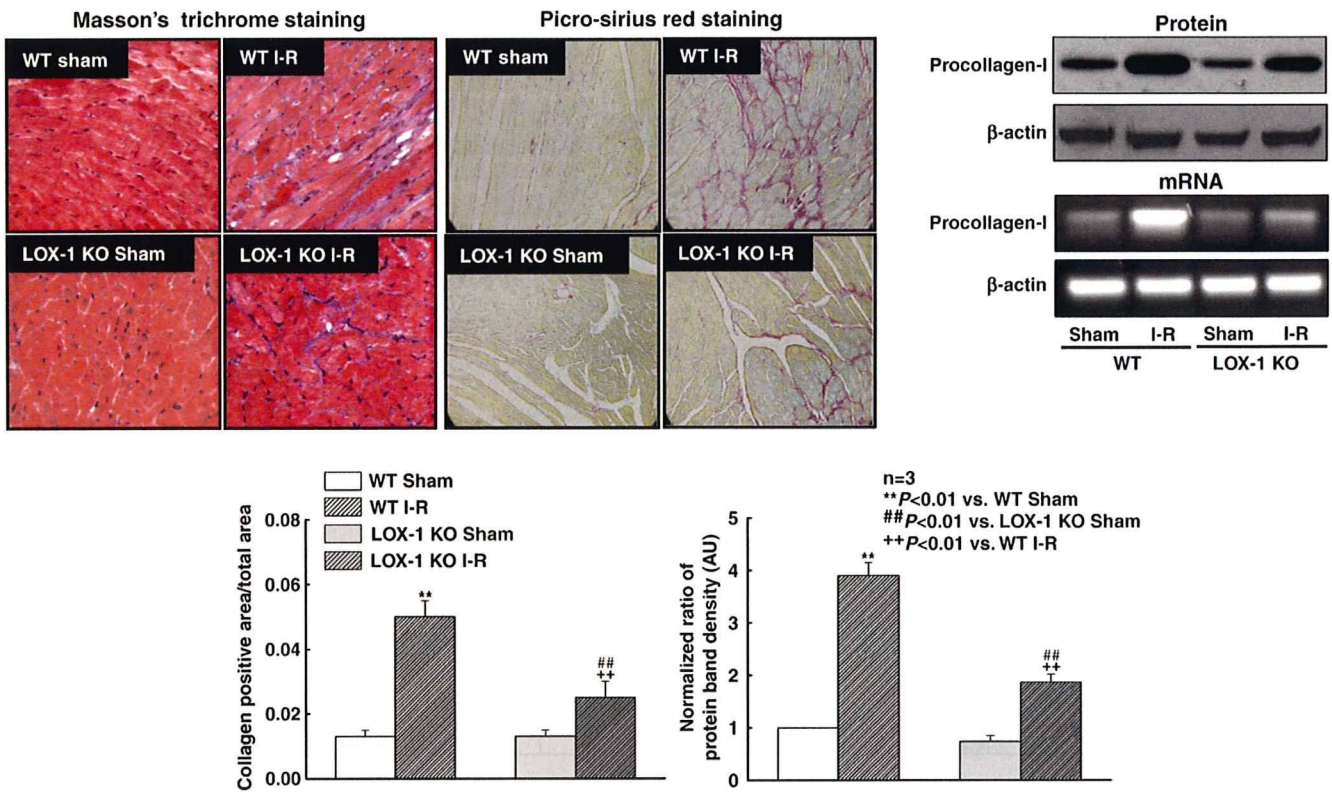 Masson's trichrome staining
Picro-sirius red staining
WT sham
WT I-R
WT sham
WT I-R
LOX-1 KO Sham
LOX-1 KO I-R
LOX-1 KO Sham
LOX-1 KO I-R
Protein
Procollagen-I
β-actin
mRNA
Procollagen-I
β-actin
Sham I-R Sham I-R
WT LOX-1 KO
WT Sham
WT I-R
LOX-1 KO Sham
LOX-1 KO I-R
Collagen positive area/total area
0.08
0.06
0.04
0.02
0.00
**
##
++
n=3
**P<0.01 vs. WT Sham
##P<0.01 vs. LOX-1 KO Sham
++P<0.01 vs. WT I-R
Normalized ratio of
protein band density (AU)
5
4
3
2
1
0
**
##
++